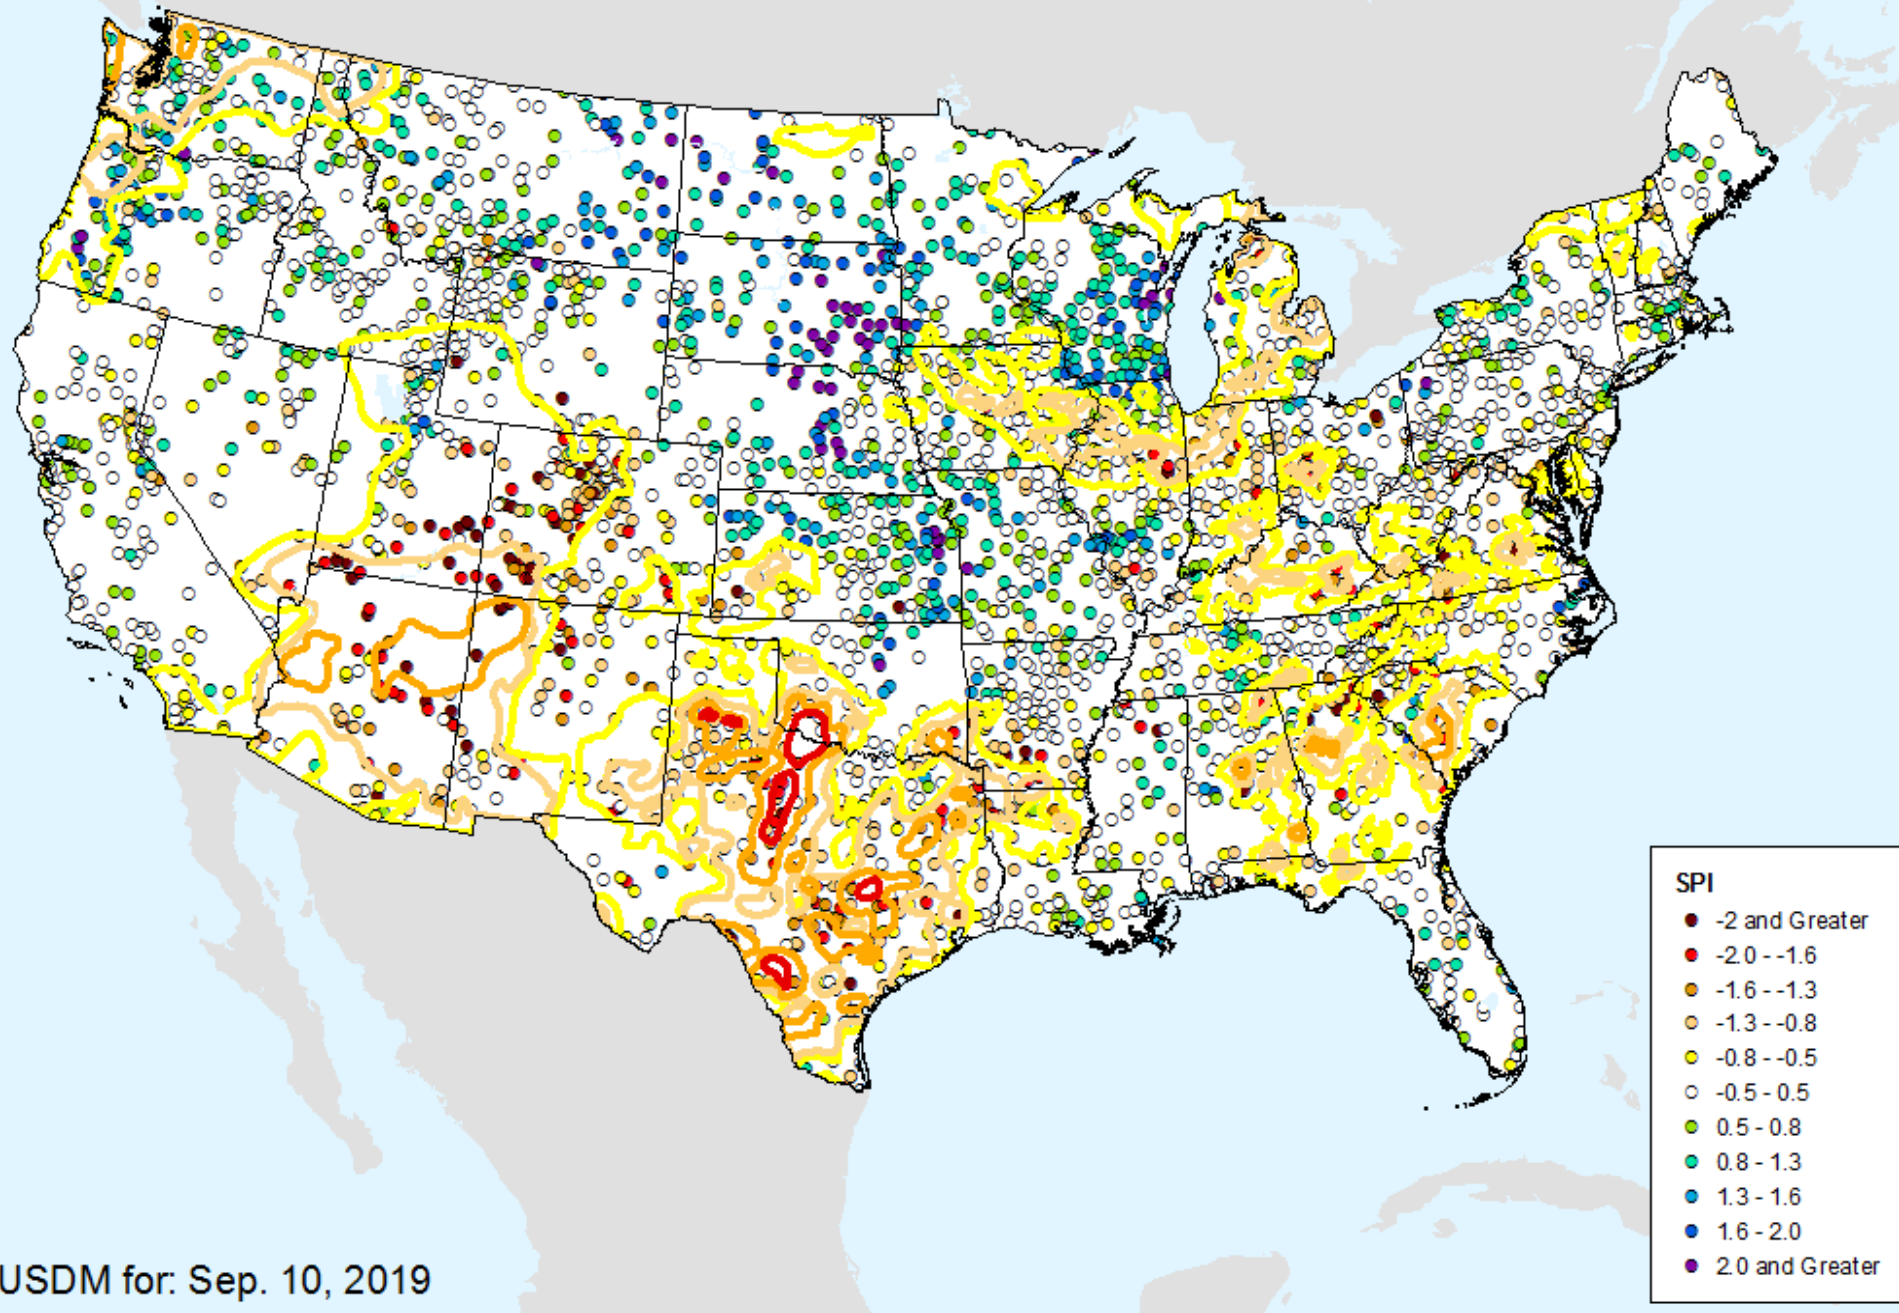 SPI
-2 and Greater
-2.0 - -1.6
-1.6 - -1.3
-1.3 - -0.8
-0.8 - -0.5
-0.5 - 0.5
0.5 - 0.8
0.8 - 1.3
1.3 - 1.6
1.6 - 2.0
2.0 and Greater
USDM for: Sep. 10, 2019